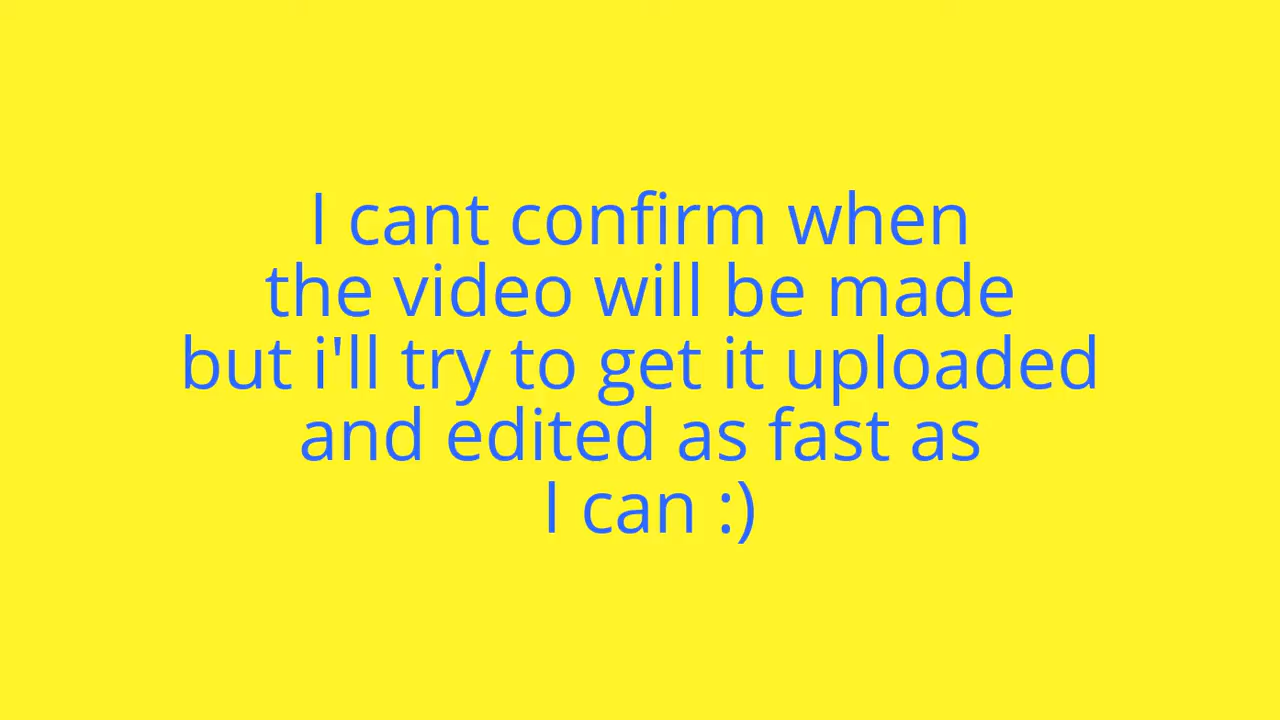 I cant confirm when
the video will be made
but i'll try to get it uploaded
and edited as fast as
I can :)